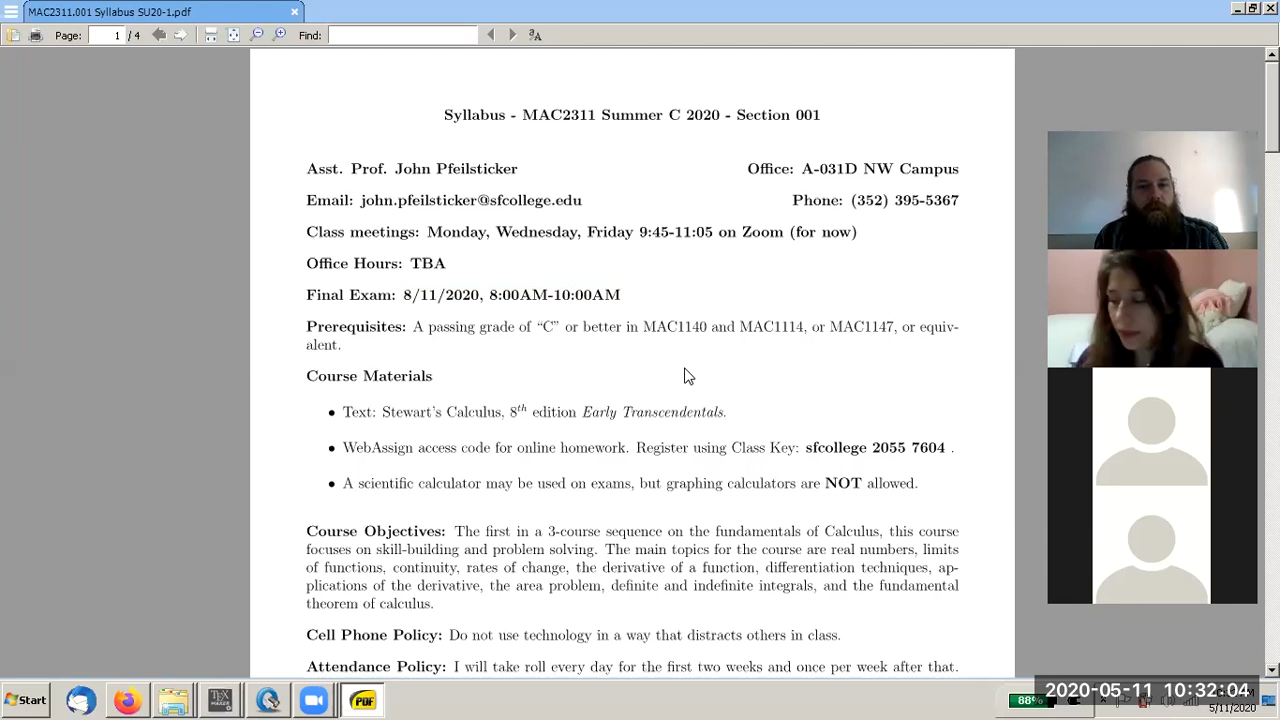 MAC2311.001 Syllabus SU20-1.pdf
Page: 1 / 4 Find:
Syllabus - MAC2311 Summer C 2020 - Section 001
Asst. Prof. John Pfeilsticker Office: A-031D NW Campus
Email: john.pfeilsticker@sfcollege.edu Phone: (352) 395-5367
Class meetings: Monday, Wednesday, Friday 9:45-11:05 on Zoom (for now)
Office Hours: TBA
Final Exam: 8/11/2020, 8:00AM-10:00AM
Prerequisites: A passing grade of “C” or better in MAC1140 and MAC1114, or MAC1147, or equiv-
alent.
Course Materials
• Text: Stewart's Calculus, 8th edition Early Transcendentals.
• WebAssign access code for online homework. Register using Class Key: sfcollege 2055 7604 .
• A scientific calculator may be used on exams, but graphing calculators are NOT allowed.
Course Objectives: The first in a 3-course sequence on the fundamentals of Calculus, this course
focuses on skill-building and problem solving. The main topics for the course are real numbers, limits
of functions, continuity, rates of change, the derivative of a function, differentiation techniques, ap-
plications of the derivative, the area problem, definite and indefinite integrals, and the fundamental
theorem of calculus.
Cell Phone Policy: Do not use technology in a way that distracts others in class.
Attendance Policy: I will take roll every day for the first two weeks and once per week after that.
Start
TEX
MAKER
PDF
88%
2020-05-11 10:32:04
5/11/2020